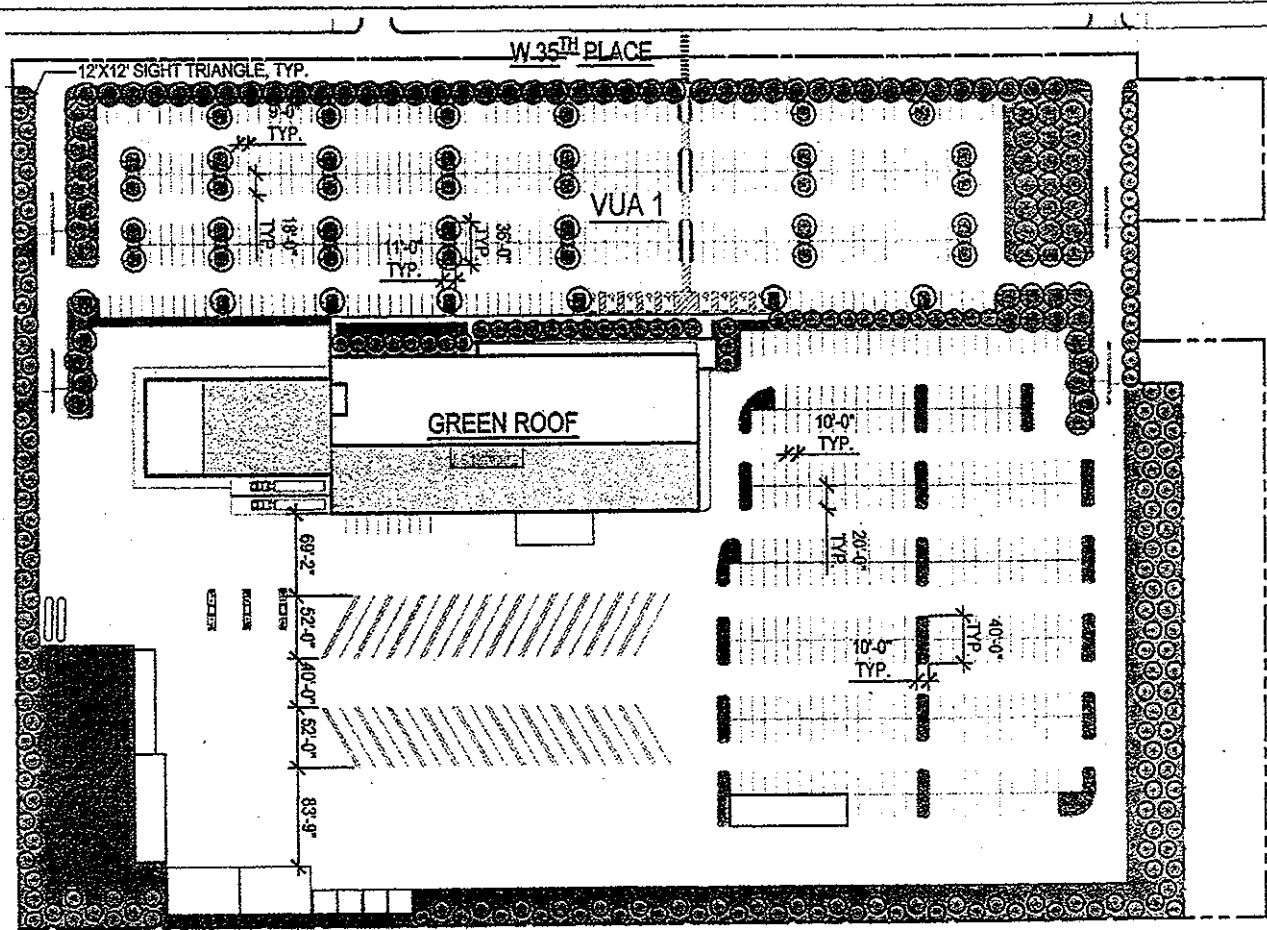 W. 35TH PLACE
12'X12' SIGHT TRIANGLE, TYP.
9'-0"
TYP.
VUA 1
18'-0"
TYP.
36'-0"
TYP.
11'-0"
TYP.
GREEN ROOF
10'-0"
TYP.
20'-0"
TYP.
69'-2"
52'-0"
40'-0"
TYP.
10'-0"
TYP.
40'-0"
52'-0"
83'-9"